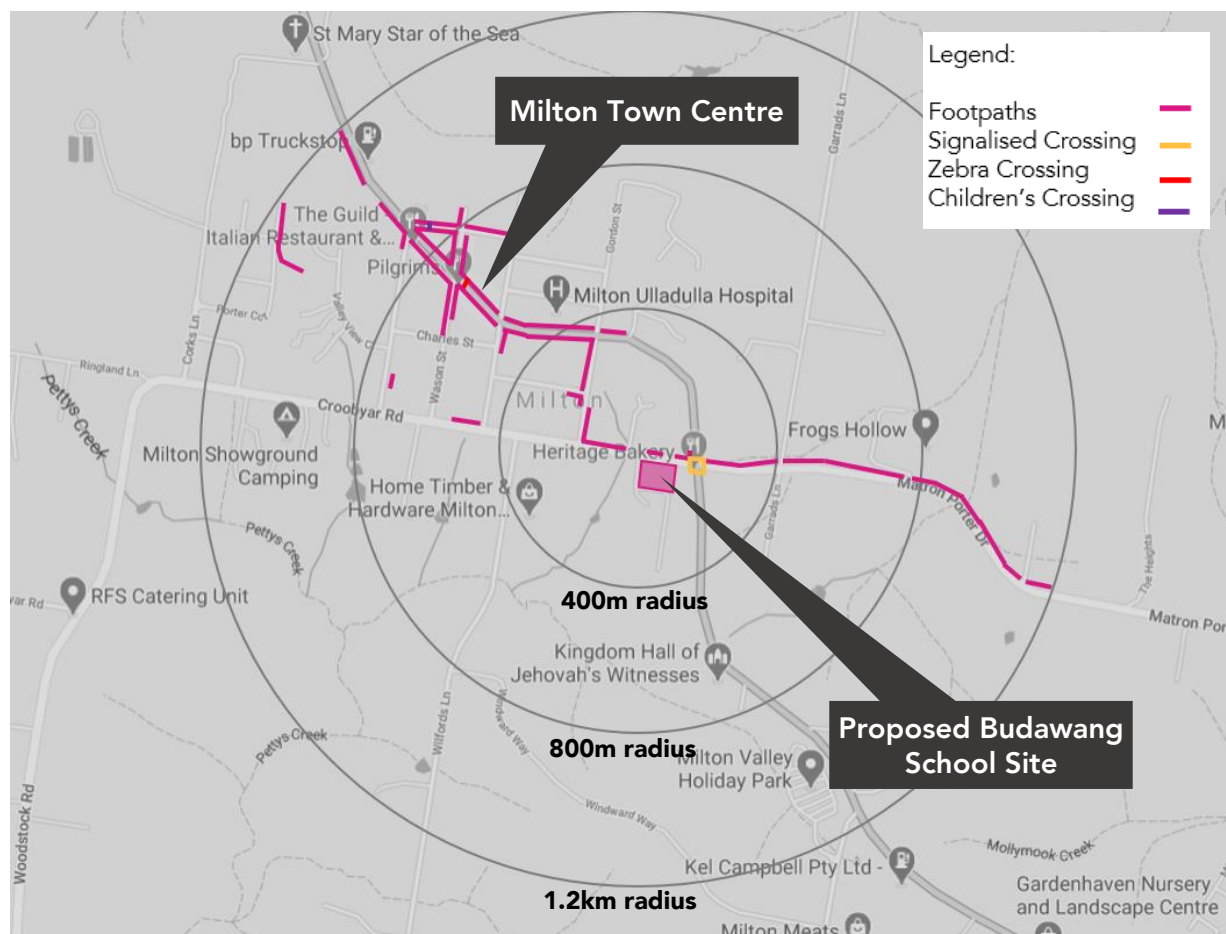 St Mary Star of the Sea
Legend:
Footpaths
Signalised Crossing
Zebra Crossing
Children's Crossing
Milton Town Centre
bp Truckstop
Garrads Ln
The Guild -
Italian Restaurant &...
Gordon St
Pilgrims
Milton Ulladulla Hospital
Porter Cct
Valley View C
Corks Ln
Charles St
Wason St
Ringland Ln
Pettys Creek
Croobyar Rd
Milton
Frogs Hollow
Heritage Bakery
Milton Showground
Camping
Home Timber &
Hardware Milton...
Garrads Ln
Matron Porter Dr
Pettys Creek
The Heights
RFS Catering Unit
yar Rd
400m radius
Matron Por
Kingdom Hall of
Jehovah's Witnesses
Proposed Budawang
School Site
Wilfords Ln
Windward Way
Pettys Creek
800m radius
Milton Valley
Holiday Park
Woodstock Rd
Windward Way
Mollymook Creek
Kel Campbell Pty Ltd -
Gardenhaven Nursery
and Landscape Centre
1.2km radius
Milton Meats